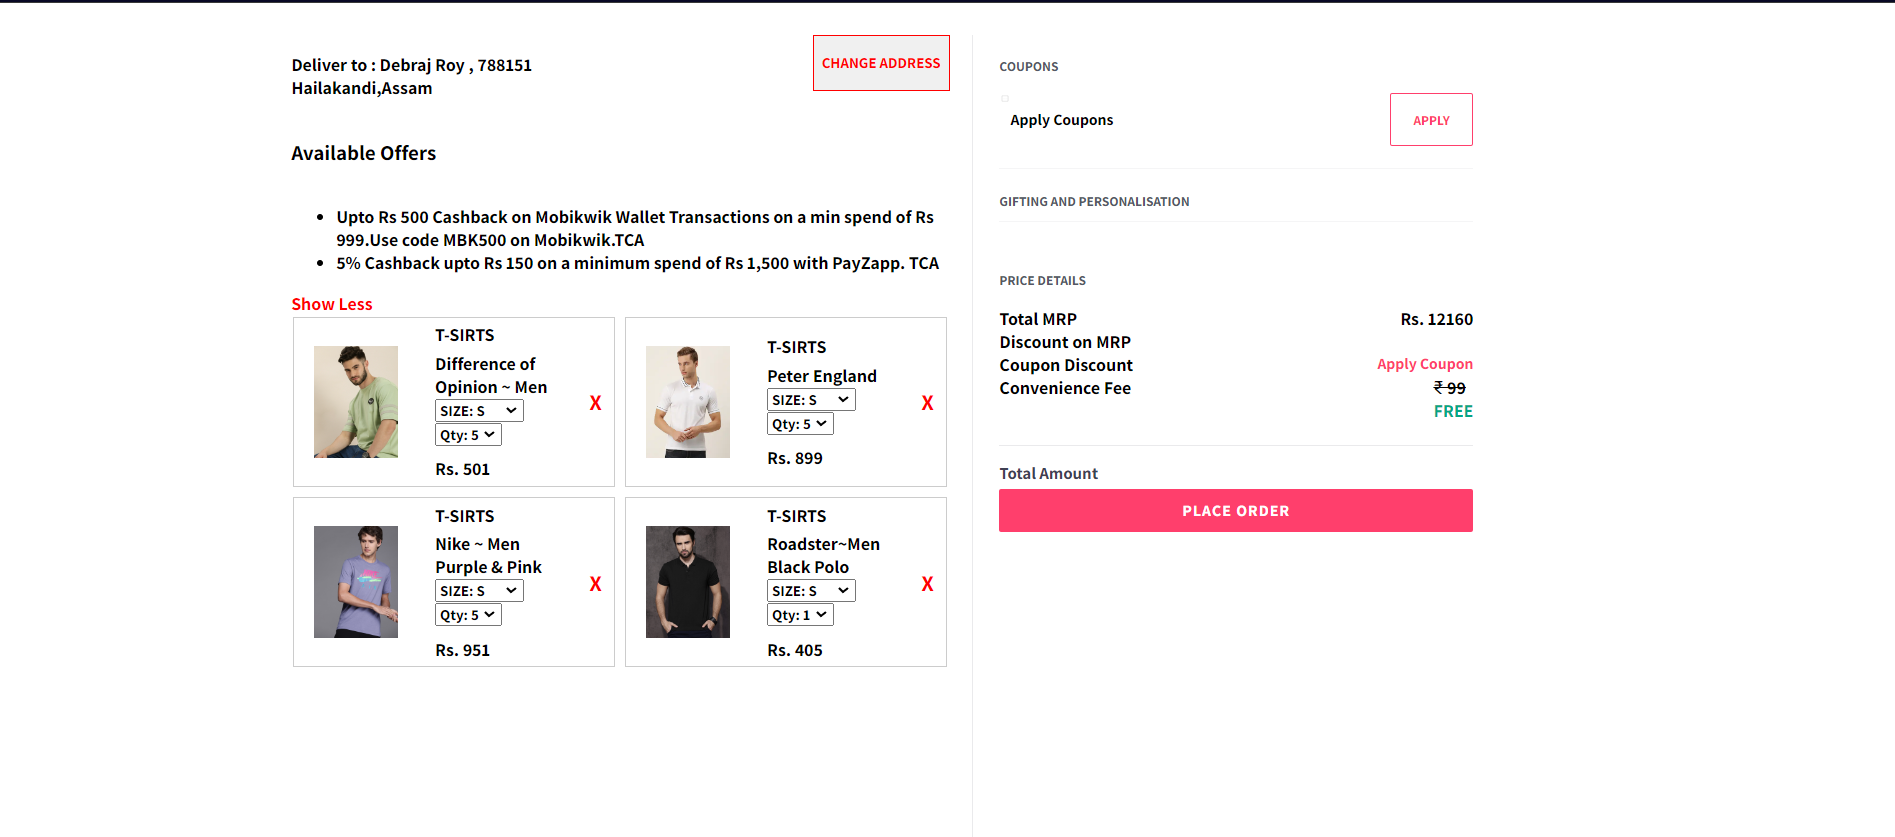 Deliver to : Debraj Roy , 788151
Hailakandi,Assam
CHANGE ADDRESS
Available Offers
• Upto Rs 500 Cashback on Mobikwik Wallet Transactions on a min spend of Rs
999.Use code MBK500 on Mobikwik.TCA
• 5% Cashback upto Rs 150 on a minimum spend of Rs 1,500 with PayZapp. TCA
Show Less
T-SIRTS
Difference of
Opinion ~ Men
SIZE: S
Qty: 5
Rs. 501
X
T-SIRTS
Peter England
SIZE: S
Qty: 5
Rs. 899
X
T-SIRTS
Nike ~ Men
Purple & Pink
SIZE: S
Qty: 5
Rs. 951
X
T-SIRTS
Roadster~Men
Black Polo
SIZE: S
Qty: 1
Rs. 405
X
COUPONS
Apply Coupons
APPLY
GIFTING AND PERSONALISATION
PRICE DETAILS
Total MRP Rs. 12160
Discount on MRP
Coupon Discount Apply Coupon
Convenience Fee ₹ 99
FREE
Total Amount
PLACE ORDER